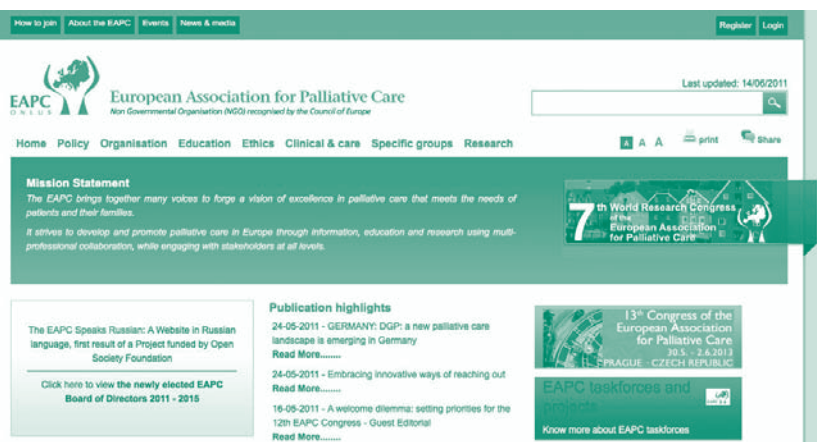 How to join About the EAPC Events News & media Register Login
EAPC
ONLUS
European Association for Palliative Care
Non Governmental Organisation (NGO) recognised by the Council of Europe
Last updated: 14/06/2011
Home Policy Organisation Education Ethics Clinical & care Specific groups Research
A A A print Share
Mission Statement
The EAPC brings together many voices to forge a vision of excellence in palliative care that meets the needs of
patients and their families.
It strives to develop and promote palliative care in Europe through information, education and research using multi-
professional collaboration, while engaging with stakeholders at all levels.
7th World Research Congress
of the
European Association
for Palliative Care
The EAPC Speaks Russian: A Website in Russian
language, first result of a Project funded by Open
Society Foundation
Click here to view the newly elected EAPC
Board of Directors 2011 - 2015
Publication highlights
24-05-2011 - GERMANY: DGP: a new palliative care
landscape is emerging in Germany
Read More........
24-05-2011 - Embracing innovative ways of reaching out
Read More........
16-05-2011 - A welcome dilemma: setting priorities for the
12th EAPC Congress - Guest Editorial
Read More........
13th Congress of the
European Association
for Palliative Care
30.5. - 2.6.2013
PRAGUE - CZECH REPUBLIC
EAPC taskforces and
projects
Know more about EAPC taskforces